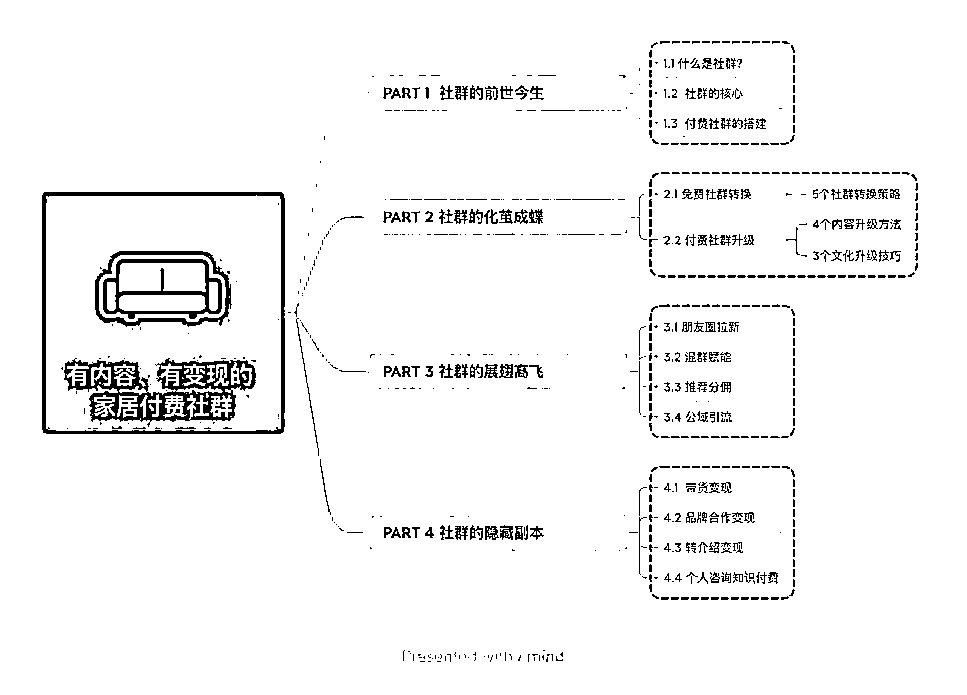 有内容、有变现的
家居付费社群
PART 1 社群的前世今生
1.1 什么是社群？
1.2 社群的核心
1.3 付费社群的搭建
PART 2 社群的化茧成蝶
2.1 免费社群转换
5个社群转换策略
2.2 付费社群升级
4个内容升级方法
3个文化升级技巧
PART 3 社群的展翅高飞
3.1 朋友圈拉新
3.2 混群赋能
3.3 推荐分佣
3.4 公域引流
PART 4 社群的隐藏副本
4.1 带货变现
4.2 品牌合作变现
4.3 转介绍变现
4.4 个人咨询知识付费
Presented with xmind